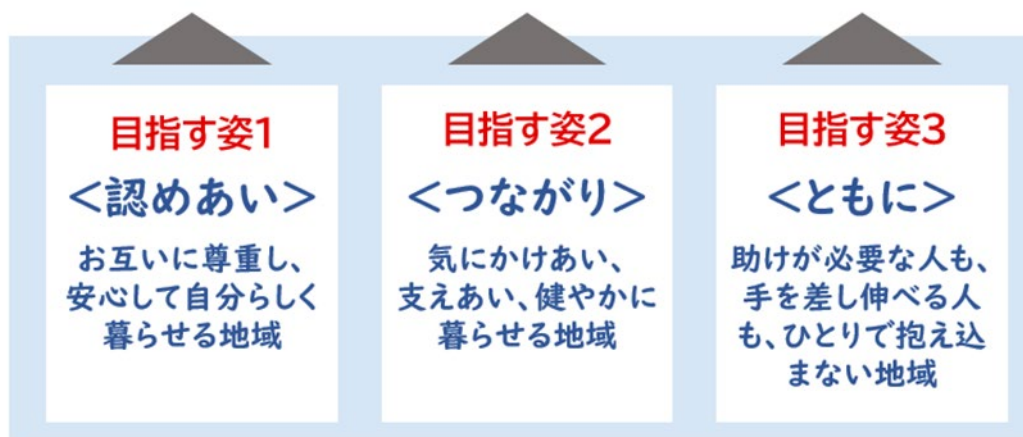 目指す姿1
<認めあい>
お互いに尊重し、
安心して自分らしく
暮らせる地域
目指す姿2
<つながり>
気にかけあい、
支えあい、健やかに
暮らせる地域
目指す姿3
<ともに>
助けが必要な人も、
手を差し伸べる人
も、ひとりで抱え込
まない地域